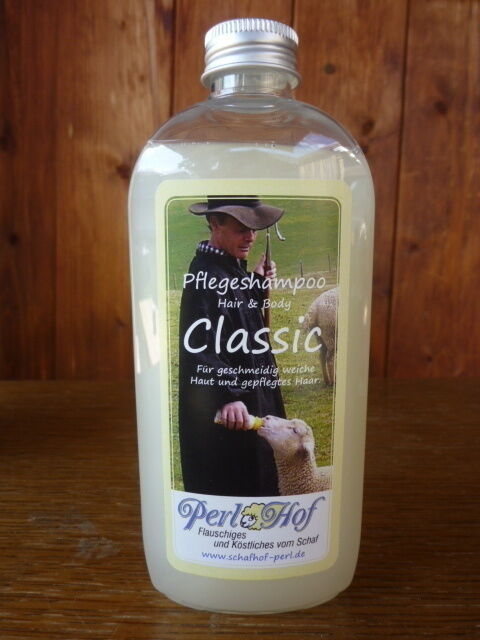 Pflegeshampoo
Hair & Body
Classic
Für geschmeidig weiche
Haut und gepflegtes Haar.
Perl Hof
Flauschiges
und Köstliches vom Schaf
www.schafhof-perl.de